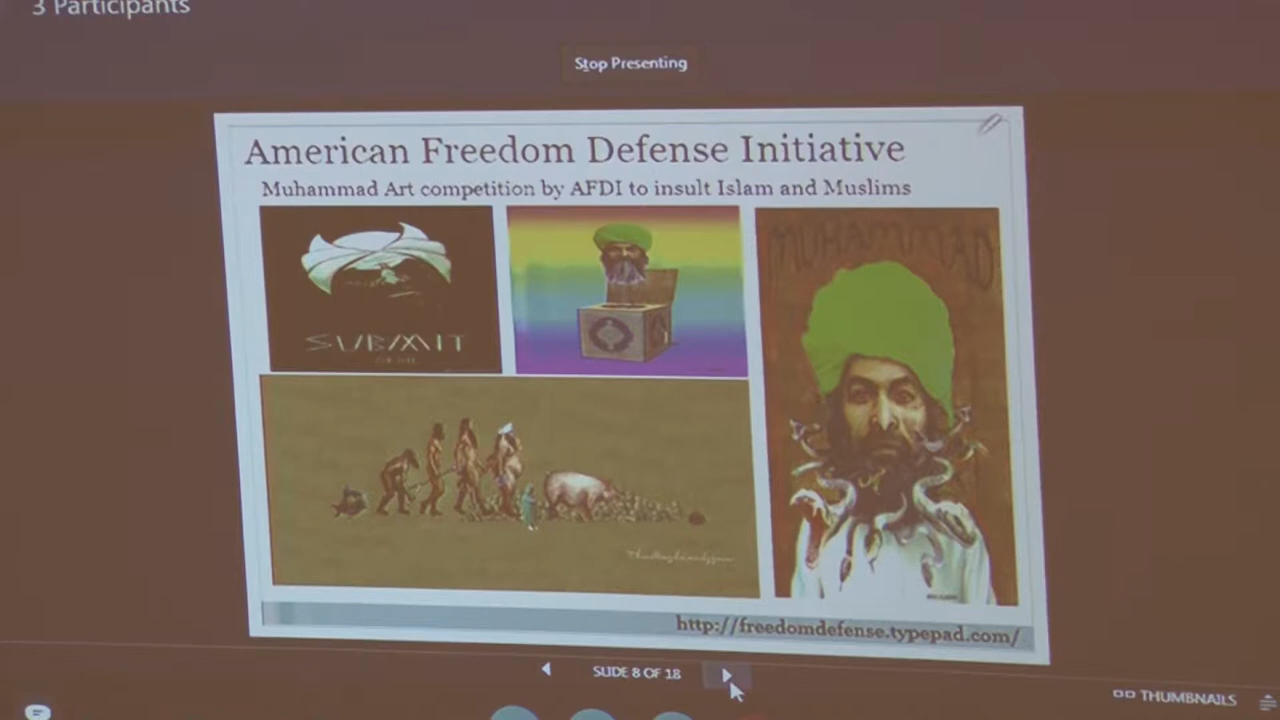 3 Participants
Stop Presenting
American Freedom Defense Initiative
Muhammad Art competition by AFDI to insult Islam and Muslims
SUBMIT
MUHAMMAD
http://freedomdefense.typepad.com/
SLIDE 8 OF 18
THUMBNAILS